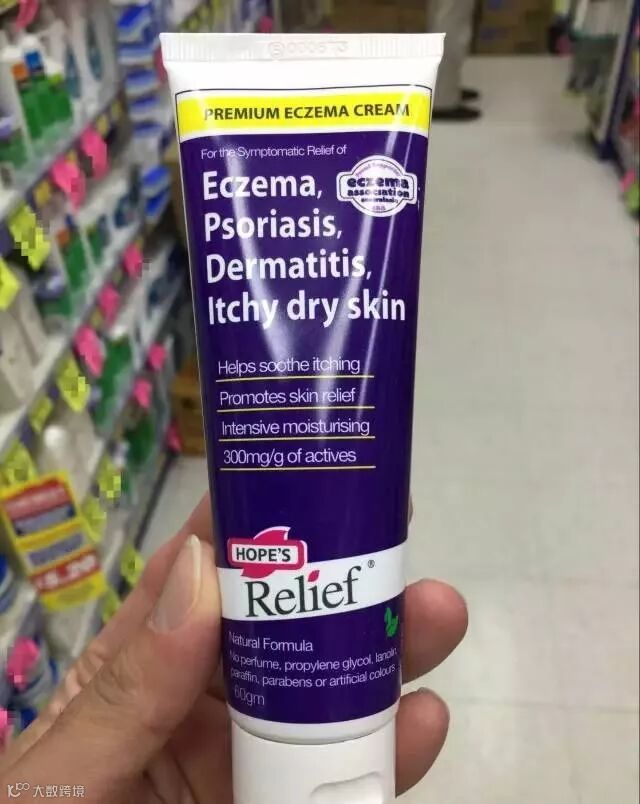 PREMIUM ECZEMA CREAM
For the Symptomatic Relief of
Eczema,
Psoriasis,
Dermatitis,
Itchy dry skin
eczema
association
Helps soothe itching
Promotes skin relief
Intensive moisturising
300mg/g of actives
HOPE'S
Relief®
Natural Formula
No perfume, propylene glycol, lanolin,
paraffin, parabens or artificial colours
60gm
大数跨境